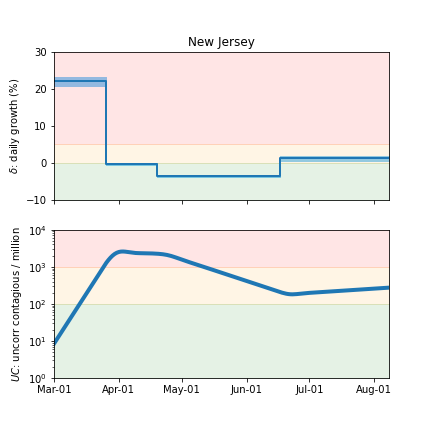 New Jersey
30
20
10
0
−10
δ: daily growth (%)
10⁴
10³
10²
10¹
10⁰
UC: uncorr contagious / million
Mar-01 Apr-01 May-01 Jun-01 Jul-01 Aug-01